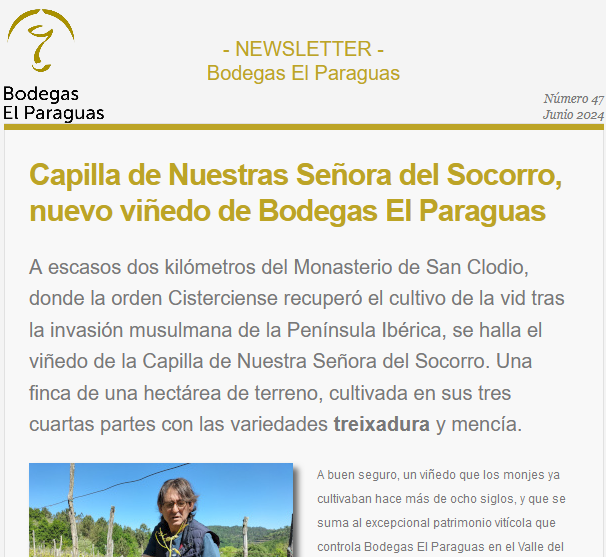 - NEWSLETTER -
Bodegas El Paraguas
Bodegas
El Paraguas
Número 47
Junio 2024
Capilla de Nuestras Señora del Socorro,
nuevo viñedo de Bodegas El Paraguas
A escasos dos kilómetros del Monasterio de San Clodio,
donde la orden Cisterciense recuperó el cultivo de la vid tras
la invasión musulmana de la Península Ibérica, se halla el
viñedo de la Capilla de Nuestra Señora del Socorro. Una
finca de una hectárea de terreno, cultivada en sus tres
cuartas partes con las variedades treixadura y mencía.
A buen seguro, un viñedo que los monjes ya
cultivaban hace más de ocho siglos, y que se
suma al excepcional patrimonio vitícola que
controla Bodegas El Paraguas en el Valle del